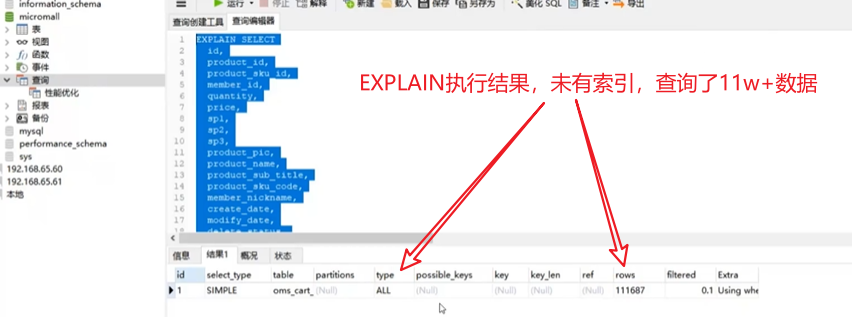 information_schema
micromall
表
视图
函数
事件
查询
性能优化
报表
备份
mysql
performance_schema
sys
192.168.65.60
192.168.65.61
本地
运行 停止 解释 新建 载入 保存 另存为 美化 SQL 备注 导出
查询创建工具 查询编辑器
1 EXPLAIN SELECT
2 id,
3 product_id,
4 product_sku_id,
5 member_id,
6 quantity,
7 price,
8 sp1,
9 sp2,
10 sp3,
11 product_pic,
12 product_name,
13 product_sub_title,
14 product_sku_code,
15 member_nickname,
16 create_date,
17 modify_date,
18 delete_status
EXPLAIN执行结果，未有索引，查询了11w+数据
信息 结果1 概况 状态
id select_type table partitions type possible_keys key key_len ref rows filtered Extra
1 SIMPLE oms_cart_ (Null) ALL (Null) (Null) (Null) (Null) 111687 0.1 Using whe